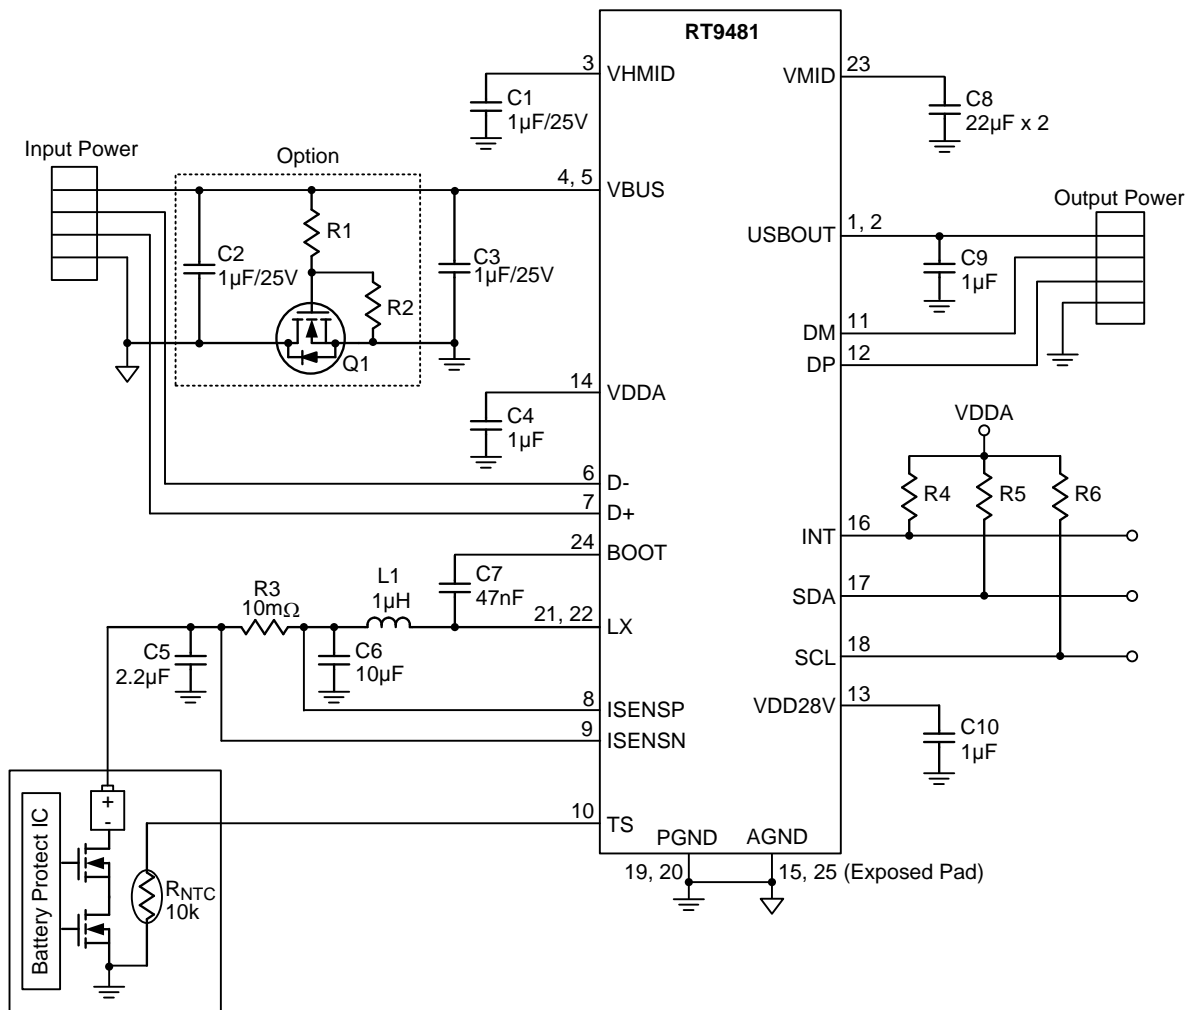 RT9481
3
VHMID
C1
1µF/25V
VMID
23
C8
22µF x 2
Input Power
Option
4, 5
VBUS
R1
C2
1µF/25V
R2
Q1
C3
1µF/25V
Output Power
USBOUT
1, 2
C9
1µF
DM
11
DP
12
14
VDDA
C4
1µF
VDDA
R4
R5
R6
6
D-
7
D+
INT
16
24
BOOT
C7
47nF
SDA
17
R3
10mΩ
L1
1µH
21, 22
LX
C5
2.2µF
C6
10µF
SCL
18
8
ISENSP
9
ISENSN
VDD28V
13
C10
1µF
10
TS
PGND
AGND
19, 20
15, 25 (Exposed Pad)
Battery Protect IC
+
-
RNTC
10k